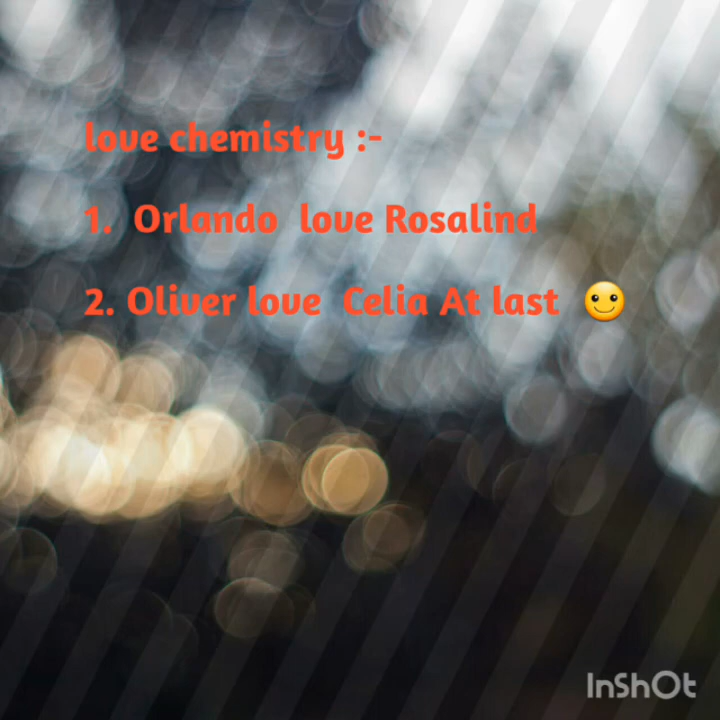 love chemistry :-
1. Orlando love Rosalind
2. Oliver love Celia At last 🙂
InShOt